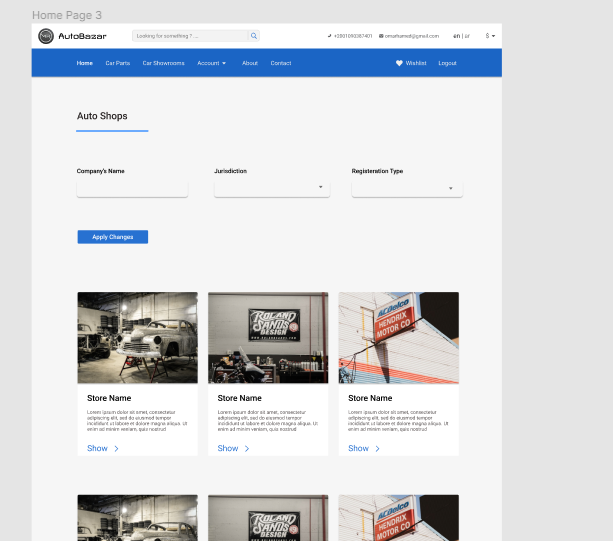 Home Page 3
AutoBazar
Looking for something ? ...
+2001090387401
omarhamed@gmail.com
en | ar
$
Home
Car Parts
Car Showrooms
Account
About
Contact
Wishlist
Logout
Auto Shops
Company's Name
Jurisdiction
Registeration Type
Apply Changes
ROLAND
SANDS
DESIGN
WWW.ROLANDSANDS.COM
ACDelco
HENDRIX
MOTOR CO
Store Name
Lorem ipsum dolor sit amet, consectetur
adipiscing elit, sed do eiusmod tempor
incididunt ut labore et dolore magna aliqua. Ut
enim ad minim veniam, quis nostrud
Show >
Store Name
Lorem ipsum dolor sit amet, consectetur
adipiscing elit, sed do eiusmod tempor
incididunt ut labore et dolore magna aliqua. Ut
enim ad minim veniam, quis nostrud
Show >
Store Name
Lorem ipsum dolor sit amet, consectetur
adipiscing elit, sed do eiusmod tempor
incididunt ut labore et dolore magna aliqua. Ut
enim ad minim veniam, quis nostrud
Show >
ROLAND
SANDS
DESIGN
ACDelco
HENDRIX
MOTOR CO